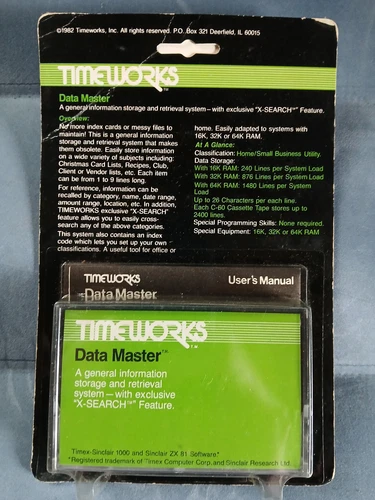 ©1982 Timeworks, Inc. All rights reserved. P.O. Box 321 Deerfield, IL 60015
TIMEWORKS
Data Master
A general information storage and retrieval system—with exclusive "X-SEARCH™" Feature.
Overview:
No more index cards or messy files to
maintain! This is a general information
storage and retrieval system that makes
them obsolete. Easily store information
on a wide variety of subjects including:
Christmas Card Lists, Recipes, Club,
Client or Vendor lists, etc. Each item
can be from 1 to 9 lines long.
For reference, information can be
recalled by category, name, date range,
amount range, location, etc. In addition,
TIMEWORKS exclusive "X-SEARCH"
feature allows you to easily cross-
search any of the above categories.
This system also contains an index
code which lets you set up your own
classifications. A useful tool for office or
home. Easily adapted to systems with
16K, 32K or 64K RAM.
At A Glance:
Classification: Home/Small Business Utility.
Data Storage:
With 16K RAM: 240 Lines per System Load
With 32K RAM: 876 Lines per System Load
With 64K RAM: 1480 Lines per System
Load
Up to 26 Characters per each line.
Each C-60 Cassette Tape stores up to
2400 lines.
Special Programming Skills: None required.
Special Equipment: 16K, 32K or 64K RAM
TIMEWORKS
User's Manual
Data Master
TIMEWORKS™
Data Master™
A general information
storage and retrieval
system—with exclusive
"X-SEARCH™" Feature.
Timex-Sinclair 1000 and Sinclair ZX 81 Software*
*Registered trademark of Timex Computer Corp. and Sinclair Research Ltd.